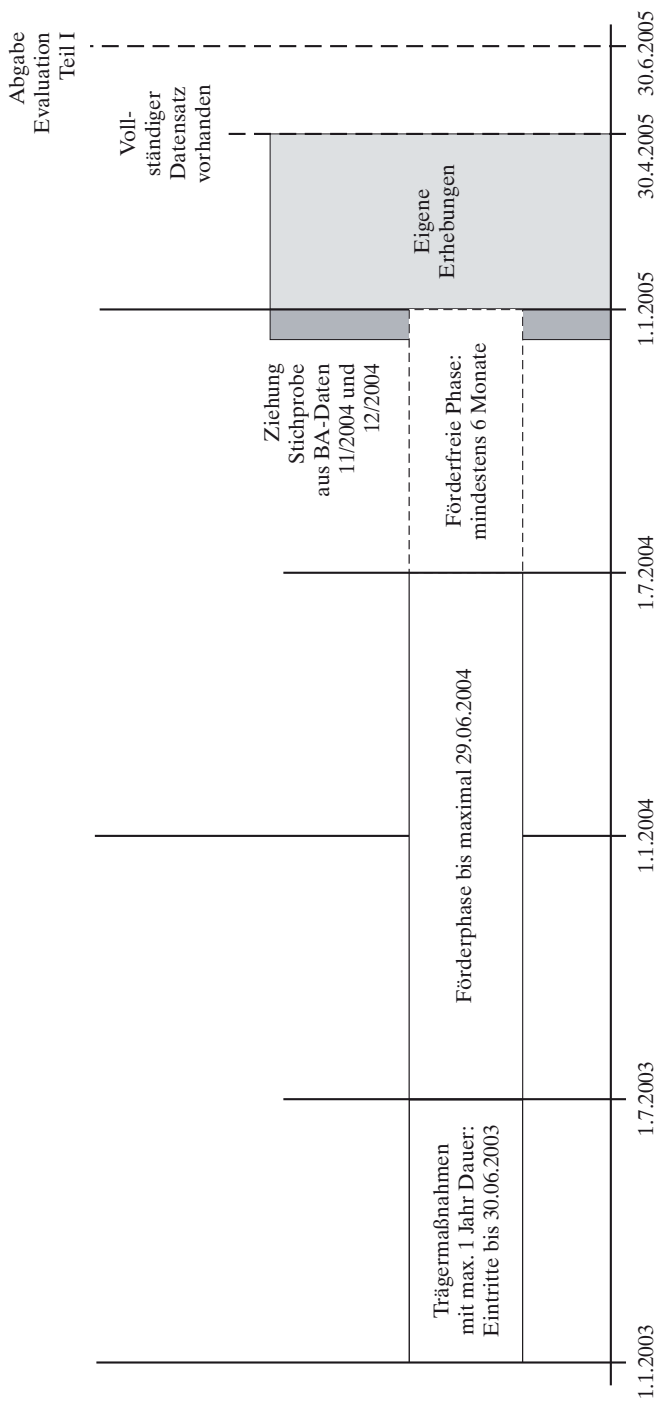 Abgabe
Evaluation
Teil I
Voll-
ständiger
Datensatz
vorhanden
Ziehung
Stichprobe
aus BA-Daten
11/2004 und
12/2004
Eigene
Erhebungen
Trägermaßnahmen
mit max. 1 Jahr Dauer:
Eintritte bis 30.06.2003
Förderphase bis maximal 29.06.2004
Förderfreie Phase:
mindestens 6 Monate
1.1.2003
1.7.2003
1.1.2004
1.7.2004
1.1.2005
30.4.2005
30.6.2005